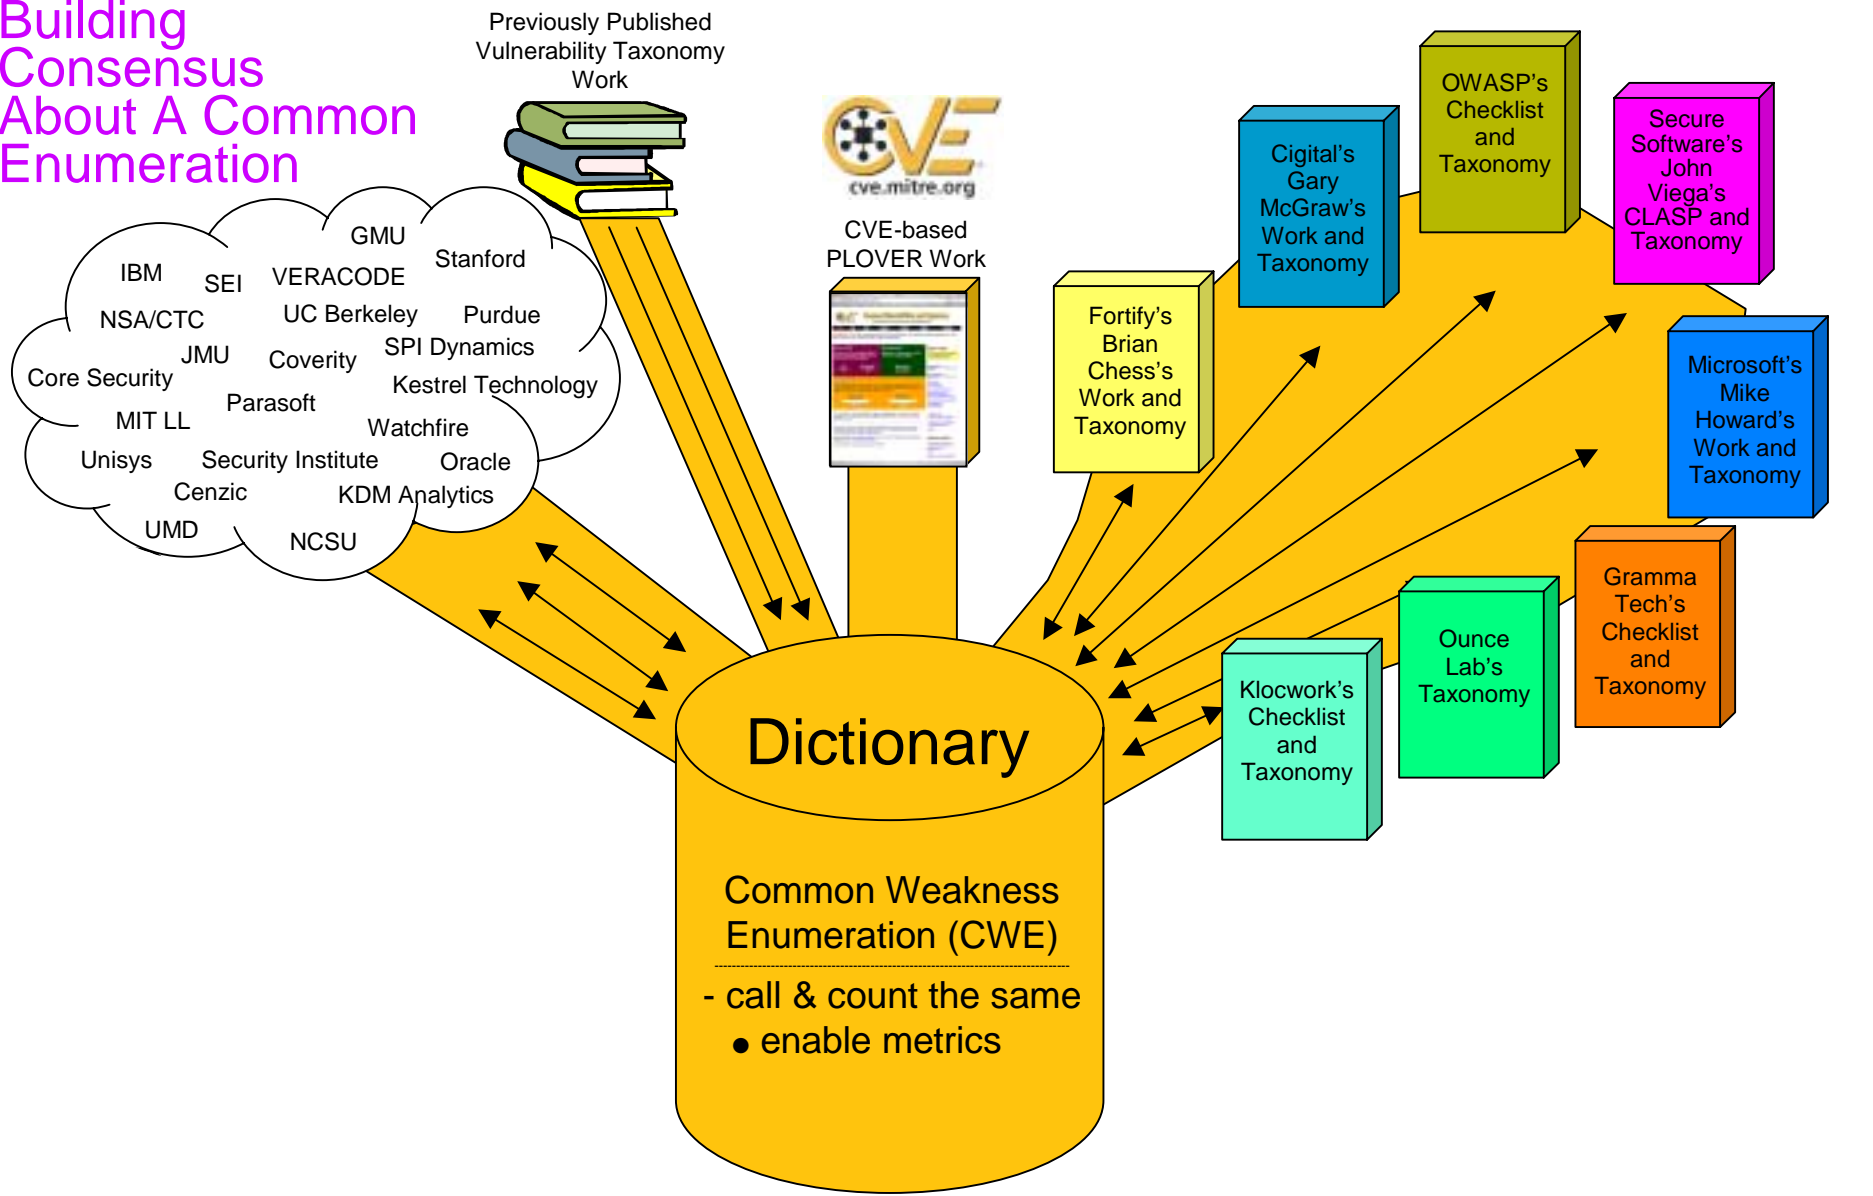 Building
Consensus
About A Common
Enumeration
Previously Published
Vulnerability Taxonomy
Work
CVE
cve.mitre.org
CVE-based
PLOVER Work
GMU
Stanford
IBM
SEI
VERACODE
NSA/CTC
UC Berkeley
Purdue
JMU
Coverity
SPI Dynamics
Core Security
Kestrel Technology
Parasoft
MIT LL
Watchfire
Unisys
Security Institute
Oracle
Cenzic
KDM Analytics
UMD
NCSU
Fortify's
Brian
Chess's
Work and
Taxonomy
Cigital's
Gary
McGraw's
Work and
Taxonomy
OWASP's
Checklist
and
Taxonomy
Secure
Software's
John
Viega's
CLASP and
Taxonomy
Microsoft's
Mike
Howard's
Work and
Taxonomy
Gramma
Tech's
Checklist
and
Taxonomy
Ounce
Lab's
Taxonomy
Klocwork's
Checklist
and
Taxonomy
Dictionary
Common Weakness
Enumeration (CWE)
- call & count the same
● enable metrics